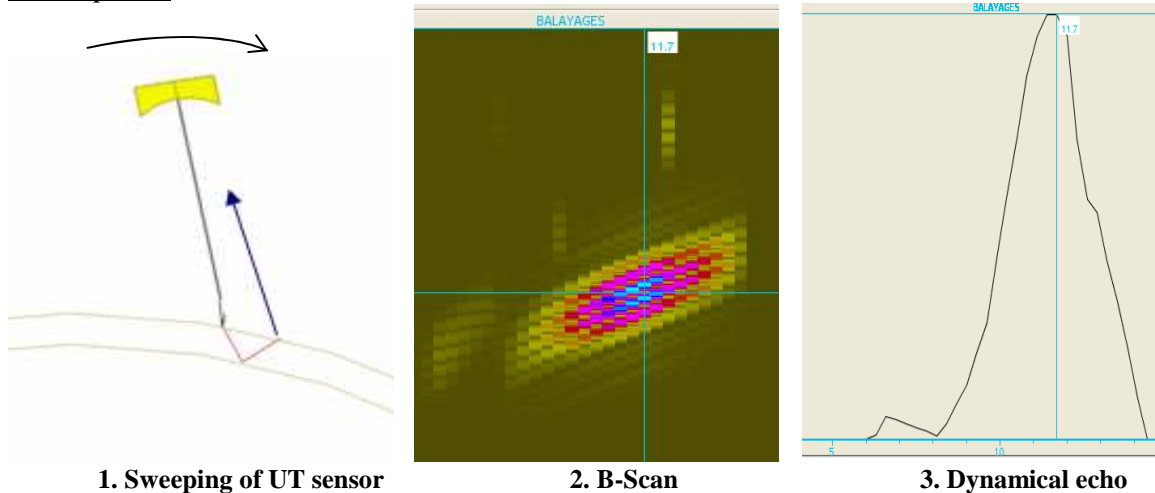 BALAYAGES
11.7
BALAYAGES
11.7
5
10
1. Sweeping of UT sensor
2. B-Scan
3. Dynamical echo